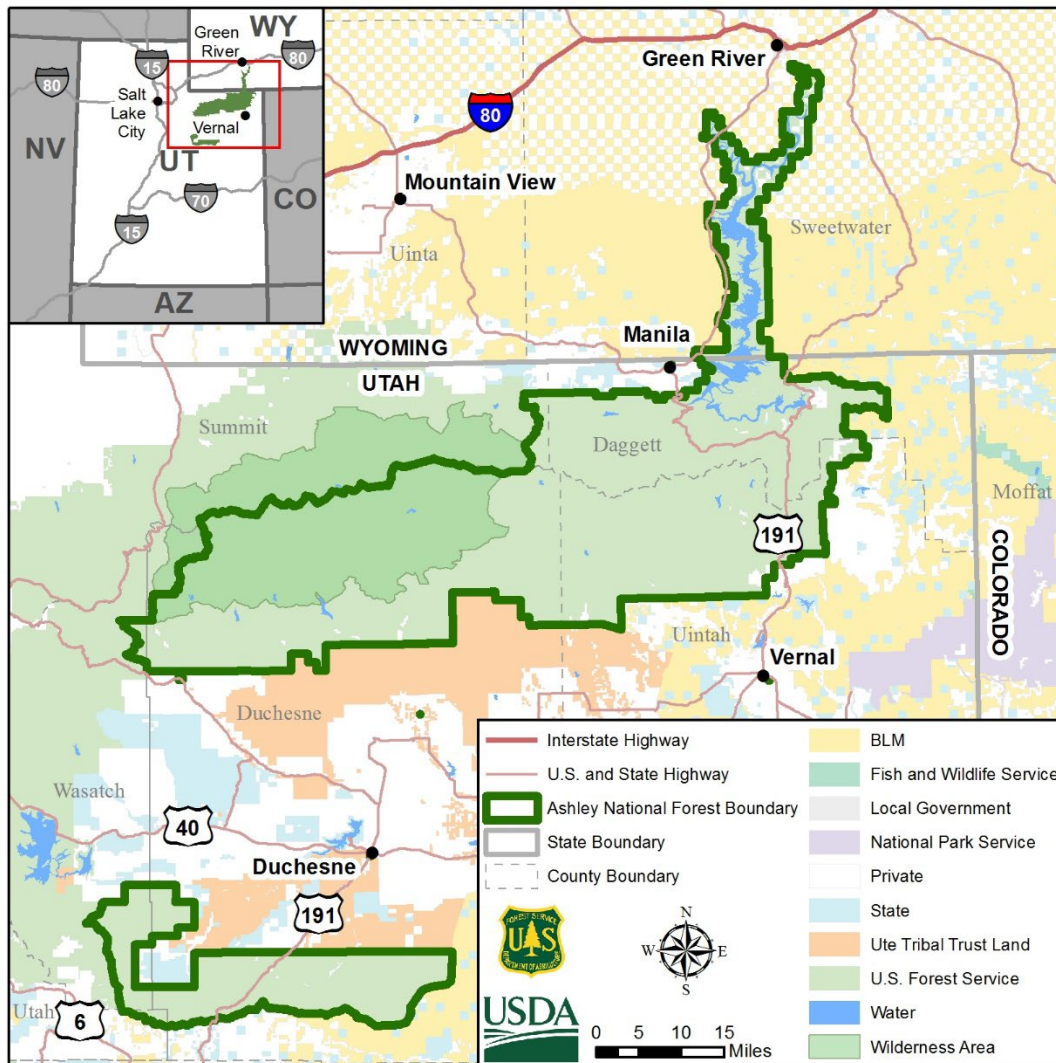 WY
Green
River
15
80
80
Salt
Lake
City
Vernal
NV
UT
CO
70
15
AZ
Green River
80
Mountain View
Uinta
Sweetwater
Manila
WYOMING
UTAH
Summit
Daggett
Moffat
191
COLORADO
Uintah
Vernal
Duchesne
Wasatch
40
Duchesne
191
Utah
6
Interstate Highway
U.S. and State Highway
Ashley National Forest Boundary
State Boundary
County Boundary
BLM
Fish and Wildlife Service
Local Government
National Park Service
Private
State
Ute Tribal Trust Land
U.S. Forest Service
Water
Wilderness Area
FOREST SERVICE
U S
DEPARTMENT OF AGRICULTURE
N
W E
S
USDA
0 5 10 15
Miles